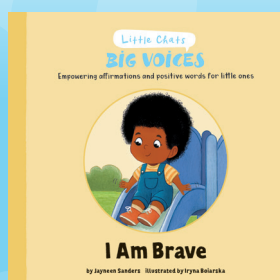 Little Chats
BIG VOICES
Empowering affirmations and positive words for little ones
I Am Brave
by Jayneen Sanders illustrated by Iryna Boiarska